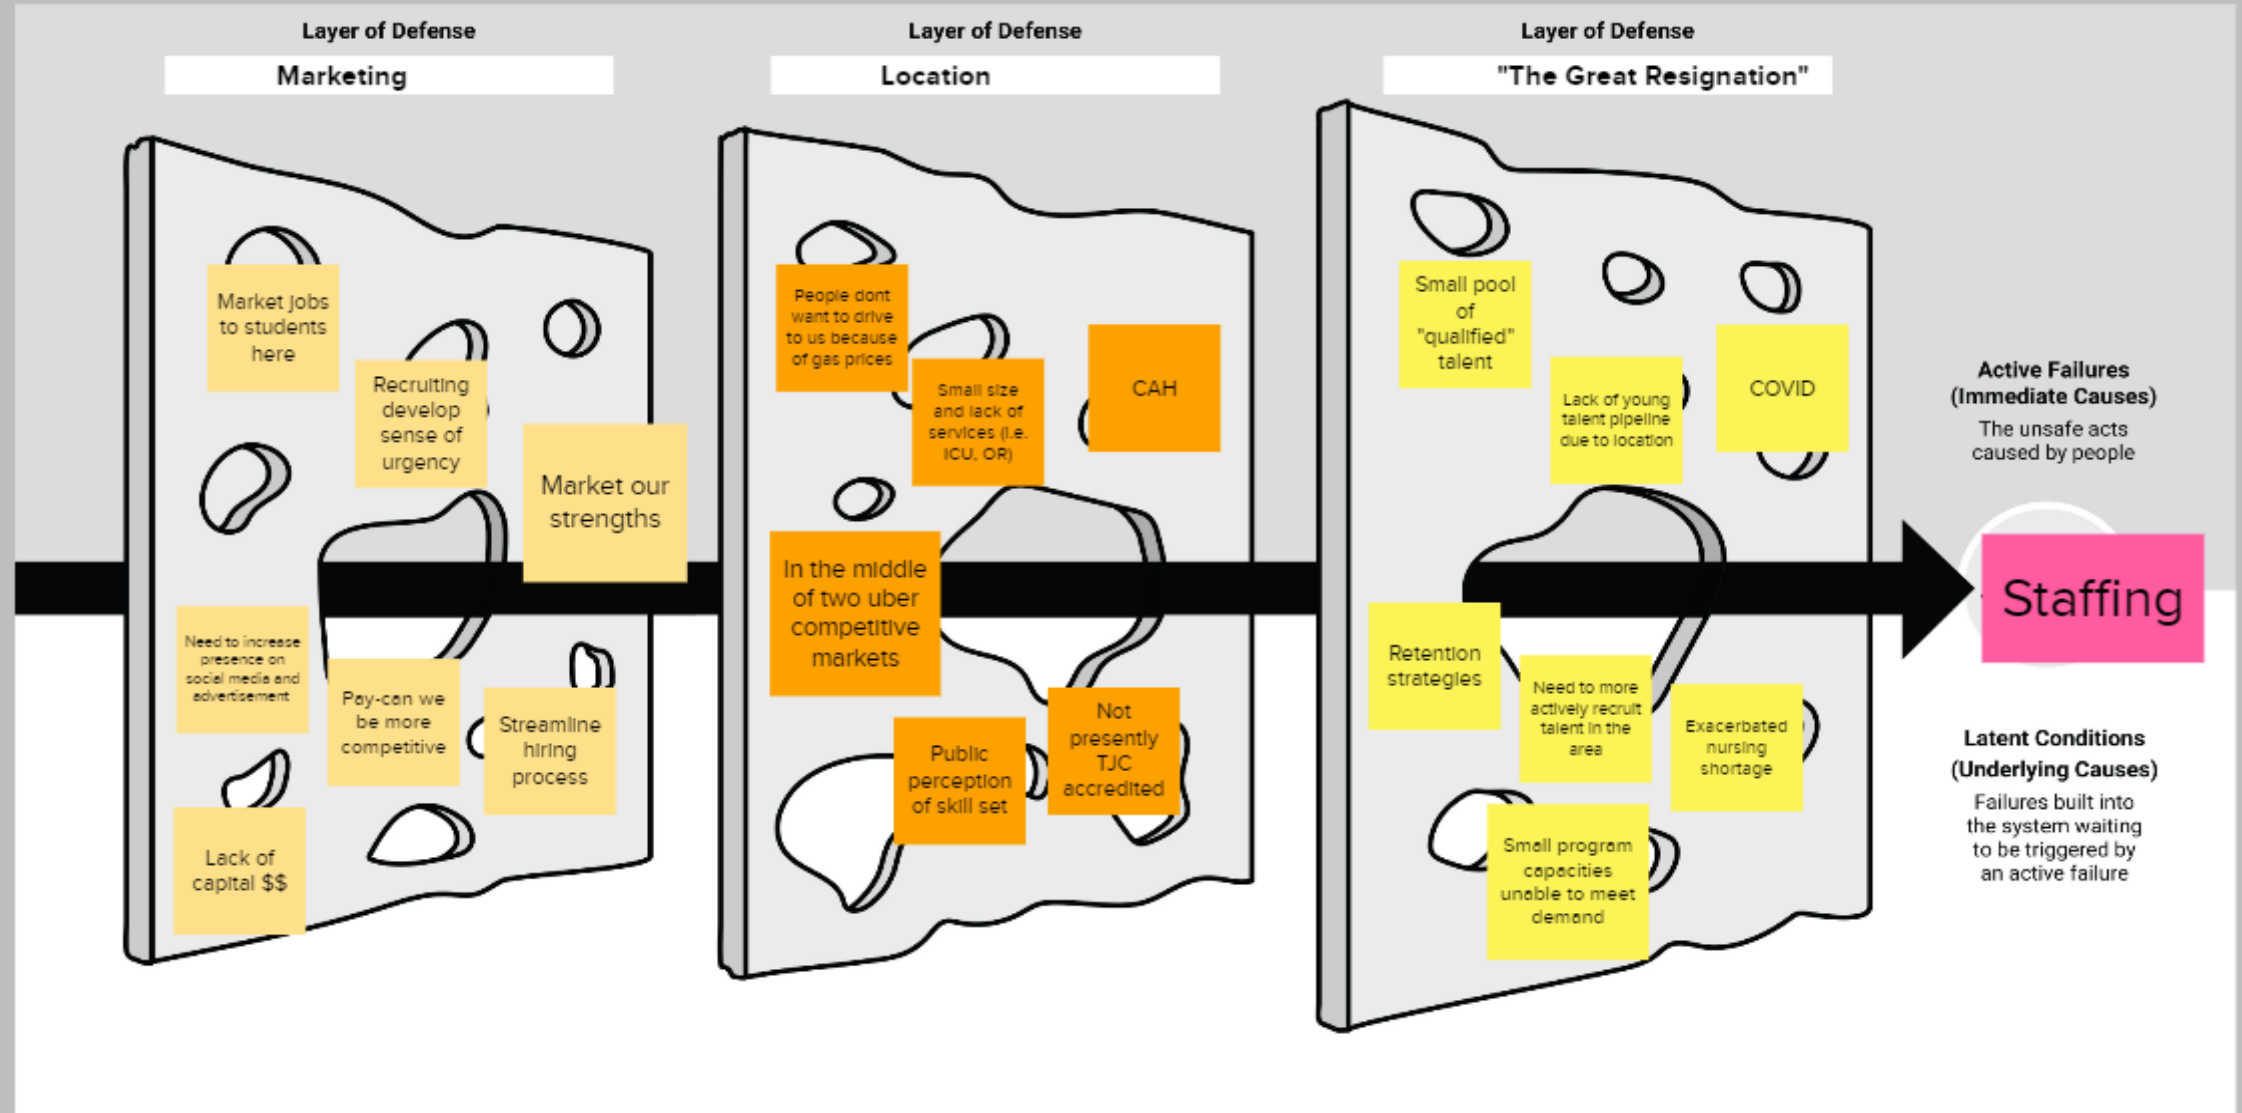 Layer of Defense
Marketing
Market jobs
to students
here
Recruiting
develop
sense of
urgency
Market our
strengths
Need to increase
presence on
social media and
advertisement
Pay-can we
be more
competitive
Streamline
hiring
process
Lack of
capital $$
Layer of Defense
Location
People dont
want to drive
to us because
of gas prices
Small size
and lack of
services (i.e.
ICU, OR)
CAH
In the middle
of two uber
competitive
markets
Public
perception
of skill set
Not
presently
TJC
accredited
Layer of Defense
"The Great Resignation"
Small pool
of
"qualified"
talent
Lack of young
talent pipeline
due to location
COVID
Retention
strategies
Need to more
actively recruit
talent in the
area
Exacerbated
nursing
shortage
Small program
capacities
unable to meet
demand
Active Failures
(Immediate Causes)
The unsafe acts
caused by people
Staffing
Latent Conditions
(Underlying Causes)
Failures built into
the system waiting
to be triggered by
an active failure